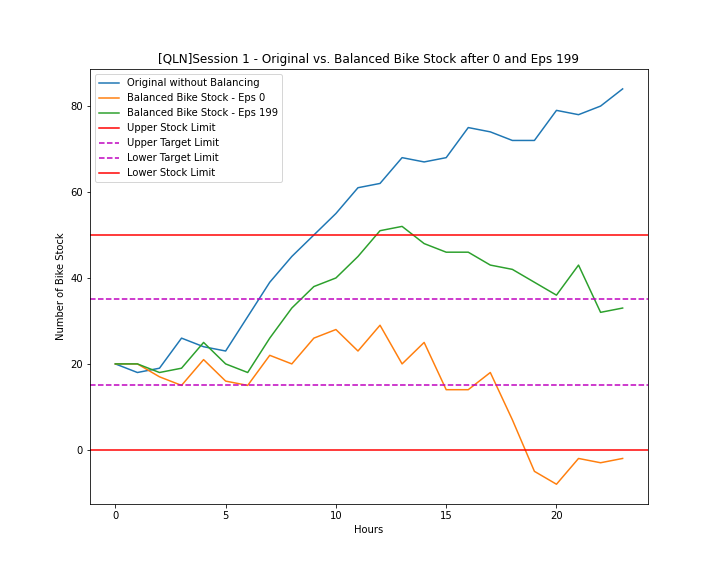 [QLN]Session 1 - Original vs. Balanced Bike Stock after 0 and Eps 199
Original without Balancing
Balanced Bike Stock - Eps 0
Balanced Bike Stock - Eps 199
Upper Stock Limit
Upper Target Limit
Lower Target Limit
Lower Stock Limit
Number of Bike Stock
80
60
40
20
0
0
5
10
15
20
Hours